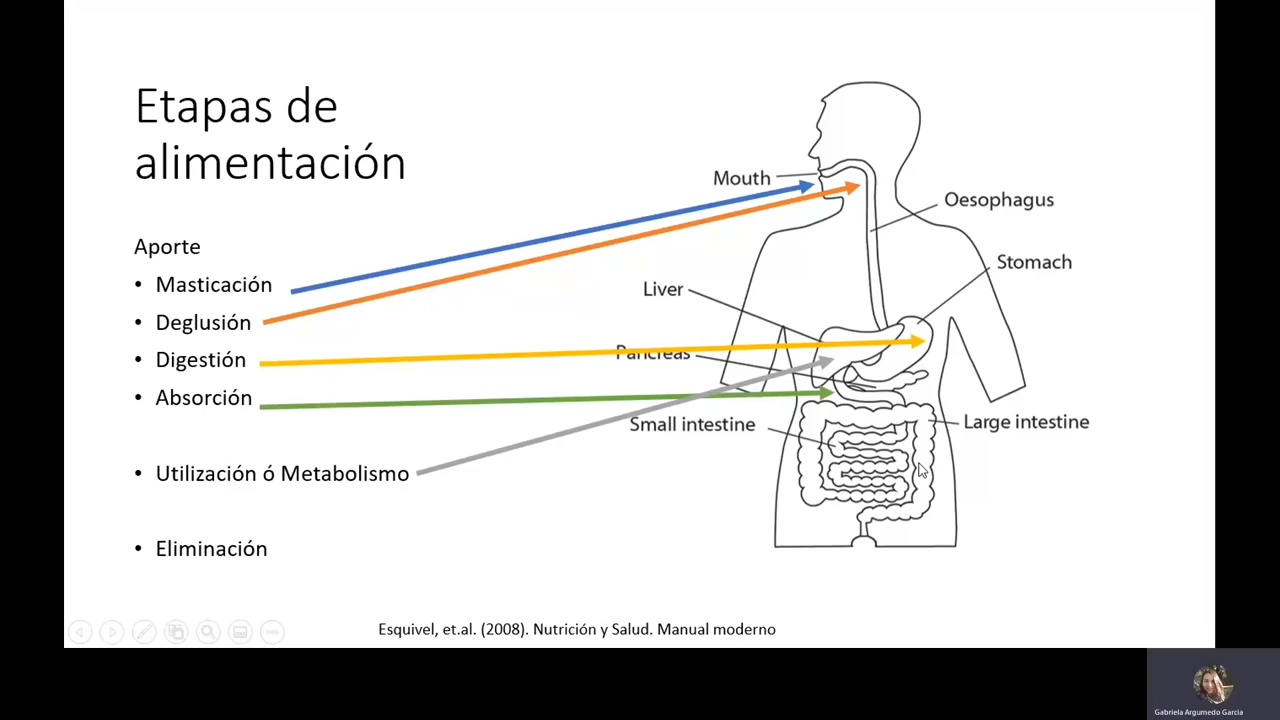 Etapas de
alimentación
Aporte
• Masticación
• Deglusión
• Digestión
• Absorción
• Utilización ó Metabolismo
• Eliminación
Mouth
Oesophagus
Stomach
Liver
Pancreas
Small intestine
Large intestine
Esquivel, et.al. (2008). Nutrición y Salud. Manual moderno
Gabriela Argumedo Garcia